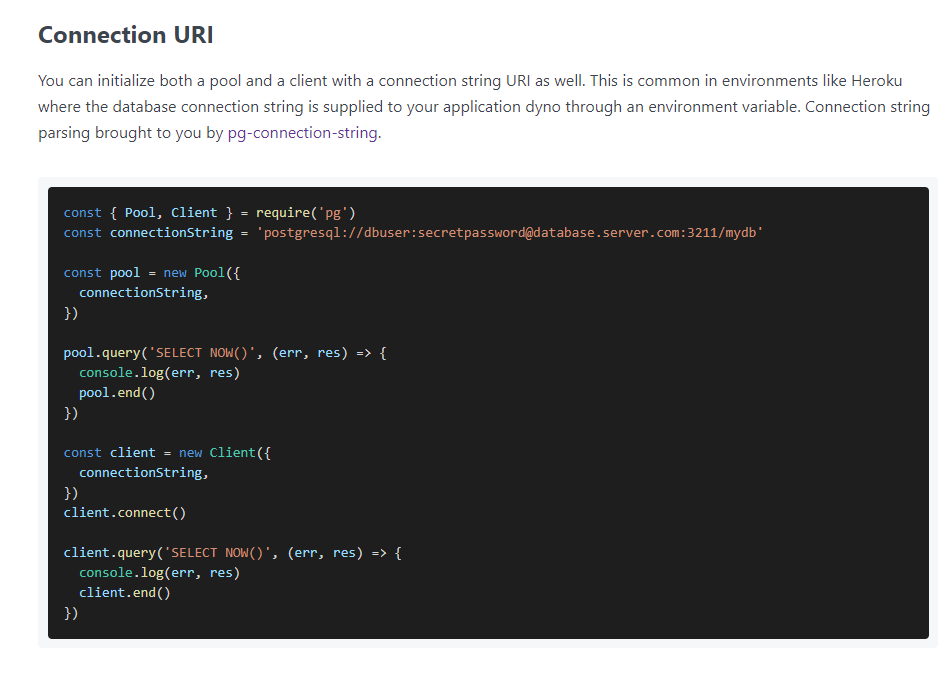 Connection URI
You can initialize both a pool and a client with a connection string URI as well. This is common in environments like Heroku
where the database connection string is supplied to your application dyno through an environment variable. Connection string
parsing brought to you by pg-connection-string.
const { Pool, Client } = require('pg')
const connectionString = 'postgresql://dbuser:secretpassword@database.server.com:3211/mydb'
const pool = new Pool({
  connectionString,
})
pool.query('SELECT NOW()', (err, res) => {
  console.log(err, res)
  pool.end()
})
const client = new Client({
  connectionString,
})
client.connect()
client.query('SELECT NOW()', (err, res) => {
  console.log(err, res)
  client.end()
})